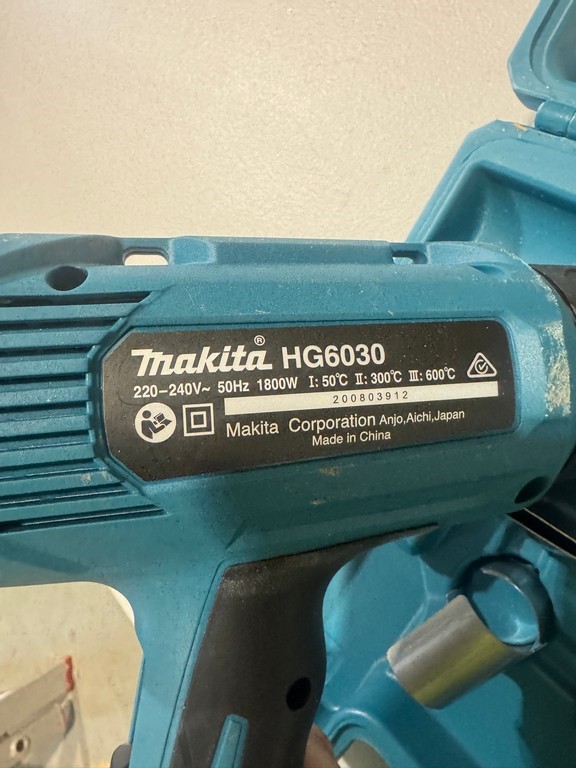 makita® HG6030
220-240V~ 50Hz 1800W I: 50℃ II: 300℃ III: 600℃
200803912
Makita Corporation Anjo,Aichi,Japan
Made in China